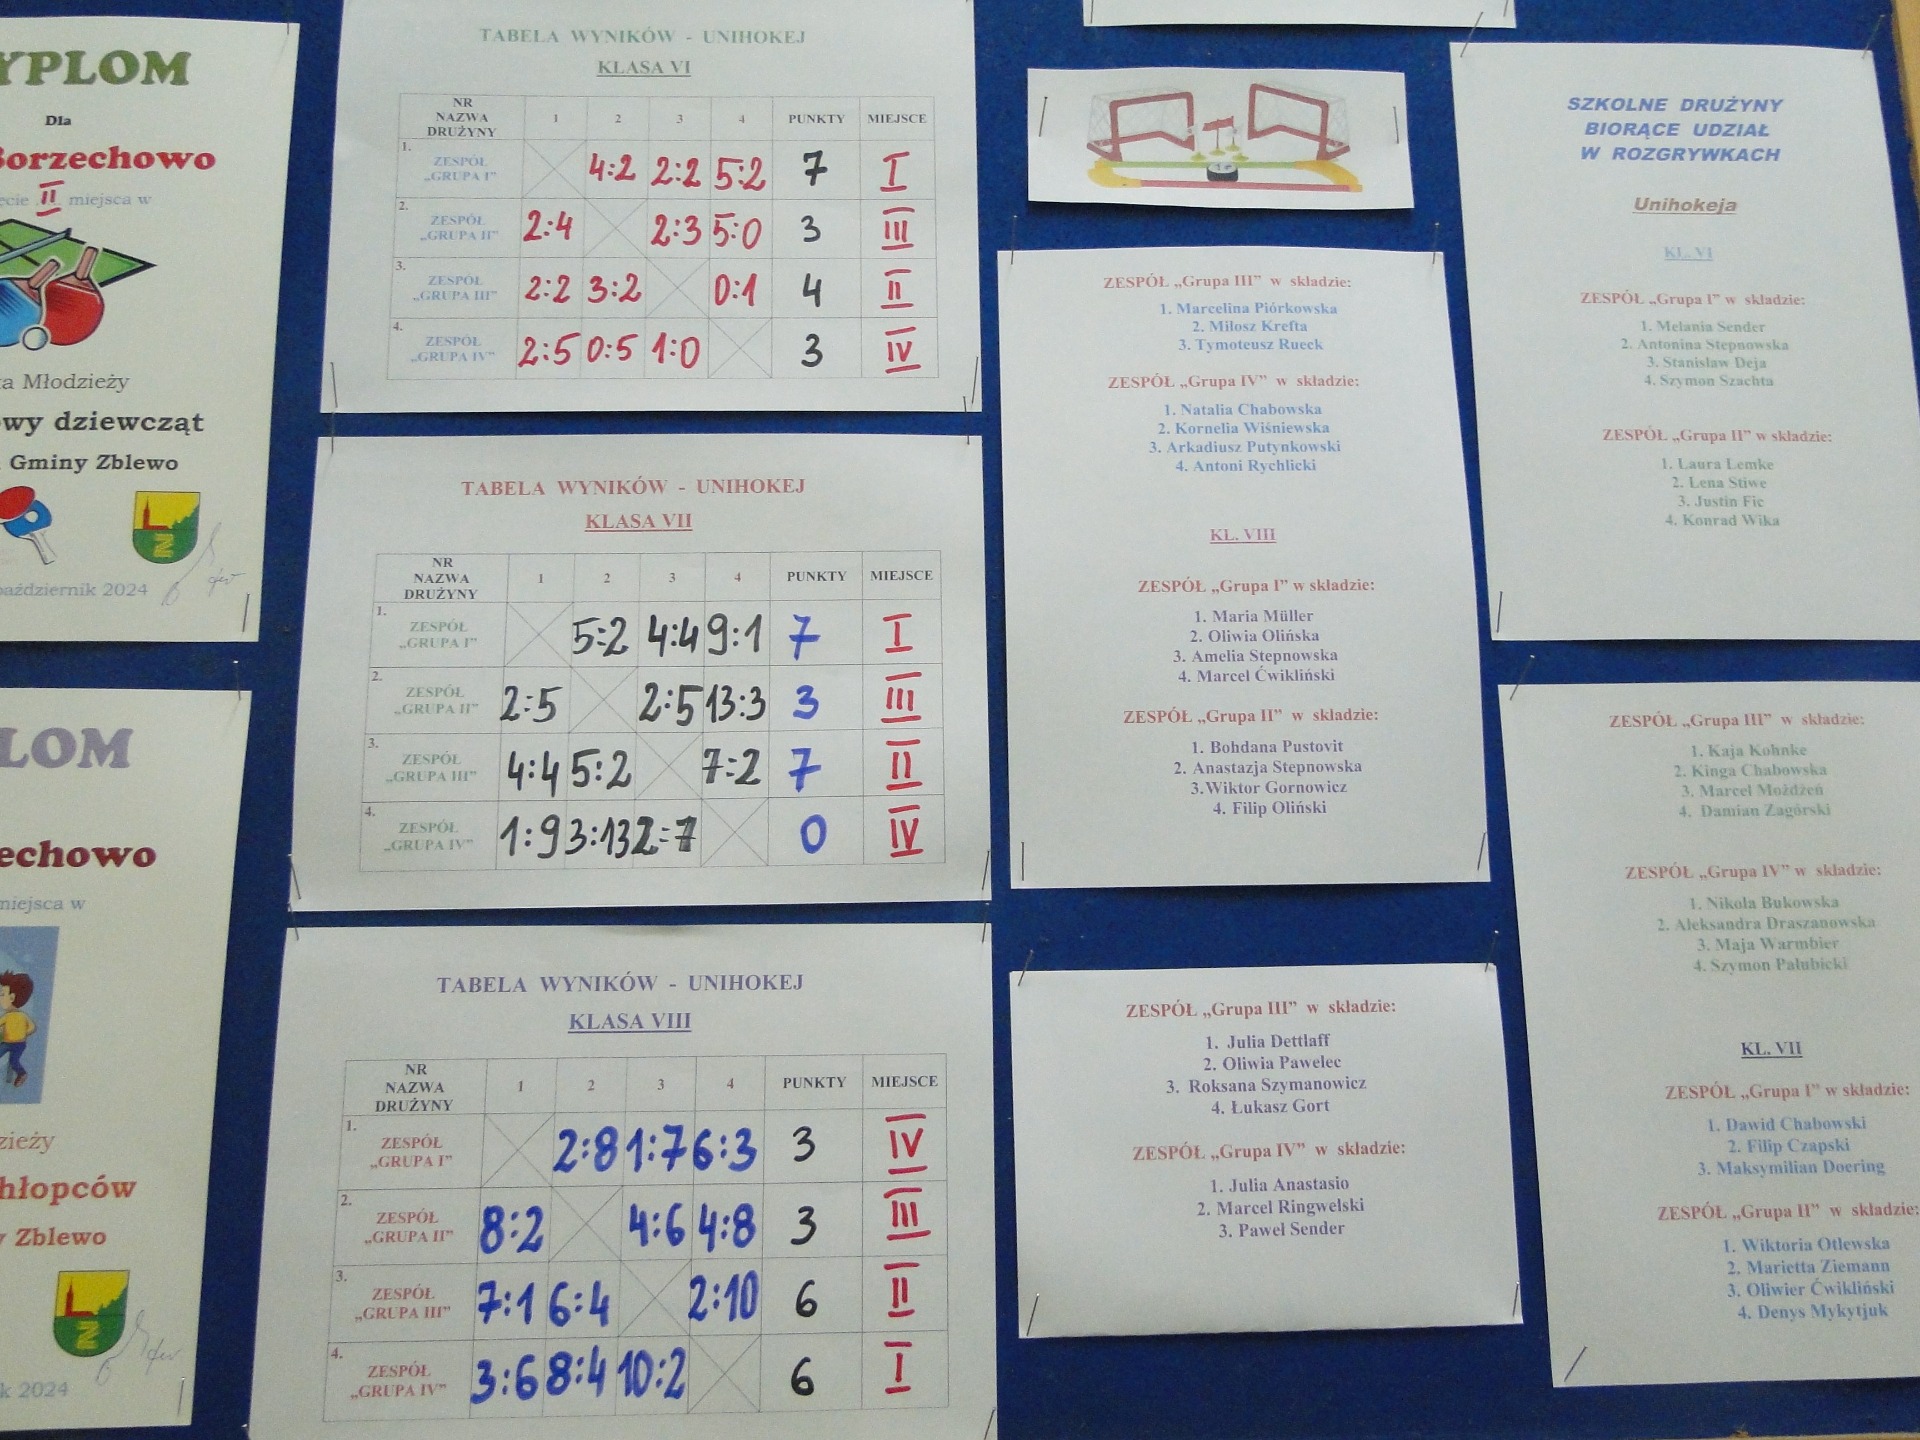 YPLOM
Dla
Borzechowo
ecie II miejsca w
ta Młodzieży
owy dziewcząt
Gminy Zblewo
październik 2024
LOM
echowo
miejsca w
zieży
hłopców
y Zblewo
k 2024
TABELA WYNIKÓW - UNIHOKEJ
KLASA VI
NR NAZWA DRUŻYNY 1 2 3 4 PUNKTY MIEJSCE
1. ZESPÓŁ „GRUPA I” 4:2 2:2 5:2 7 I
2. ZESPÓŁ „GRUPA II” 2:4 2:3 5:0 3 III
3. ZESPÓŁ „GRUPA III” 2:2 3:2 0:1 4 II
4. ZESPÓŁ „GRUPA IV” 2:5 0:5 1:0 3 IV
TABELA WYNIKÓW - UNIHOKEJ
KLASA VII
NR NAZWA DRUŻYNY 1 2 3 4 PUNKTY MIEJSCE
1. ZESPÓŁ „GRUPA I” 5:2 4:4 9:1 7 I
2. ZESPÓŁ „GRUPA II” 2:5 2:5 13:3 3 III
3. ZESPÓŁ „GRUPA III” 4:4 5:2 7:2 7 II
4. ZESPÓŁ „GRUPA IV” 1:9 3:13 2:7 0 IV
TABELA WYNIKÓW - UNIHOKEJ
KLASA VIII
NR NAZWA DRUŻYNY 1 2 3 4 PUNKTY MIEJSCE
1. ZESPÓŁ „GRUPA I” 2:8 1:7 6:3 3 IV
2. ZESPÓŁ „GRUPA II” 8:2 4:6 4:8 3 III
3. ZESPÓŁ „GRUPA III” 7:1 6:4 2:10 6 II
4. ZESPÓŁ „GRUPA IV” 3:6 8:4 10:2 6 I
SZKOLNE DRUŻYNY
BIORĄCE UDZIAŁ
W ROZGRYWKACH
Unihokeja
KL. VI
ZESPÓŁ „Grupa I” w składzie:
1. Melania Sender
2. Antonina Stepnowska
3. Stanisław Deja
4. Szymon Szachta
ZESPÓŁ „Grupa II” w składzie:
1. Laura Lemke
2. Lena Stiwe
3. Justin Fic
4. Konrad Wika
ZESPÓŁ „Grupa III” w składzie:
1. Kaja Kohnke
2. Kinga Chabowska
3. Marcel Możdżeń
4. Damian Zagórski
ZESPÓŁ „Grupa IV” w składzie:
1. Nikola Bukowska
2. Aleksandra Draszanowska
3. Maja Warmbier
4. Szymon Pałubicki
KL. VII
ZESPÓŁ „Grupa I” w składzie:
1. Dawid Chabowski
2. Filip Czapski
3. Maksymilian Doering
ZESPÓŁ „Grupa II” w składzie:
1. Wiktoria Otlewska
2. Marietta Ziemann
3. Oliwier Ćwikliński
4. Denys Mykytjuk
ZESPÓŁ „Grupa III” w składzie:
1. Marcelina Piórkowska
2. Miłosz Krefta
3. Tymoteusz Rueck
ZESPÓŁ „Grupa IV” w składzie:
1. Natalia Chabowska
2. Kornelia Wiśniewska
3. Arkadiusz Putynkowski
4. Antoni Rychlicki
KL. VIII
ZESPÓŁ „Grupa I” w składzie:
1. Maria Müller
2. Oliwia Olińska
3. Amelia Stepnowska
4. Marcel Ćwikliński
ZESPÓŁ „Grupa II” w składzie:
1. Bohdana Pustovit
2. Anastazja Stepnowska
3.Wiktor Gornowicz
4. Filip Oliński
ZESPÓŁ „Grupa III” w składzie:
1. Julia Dettlaff
2. Oliwia Pawelec
3. Roksana Szymanowicz
4. Łukasz Gort
ZESPÓŁ „Grupa IV” w składzie:
1. Julia Anastasio
2. Marcel Ringwelski
3. Paweł Sender